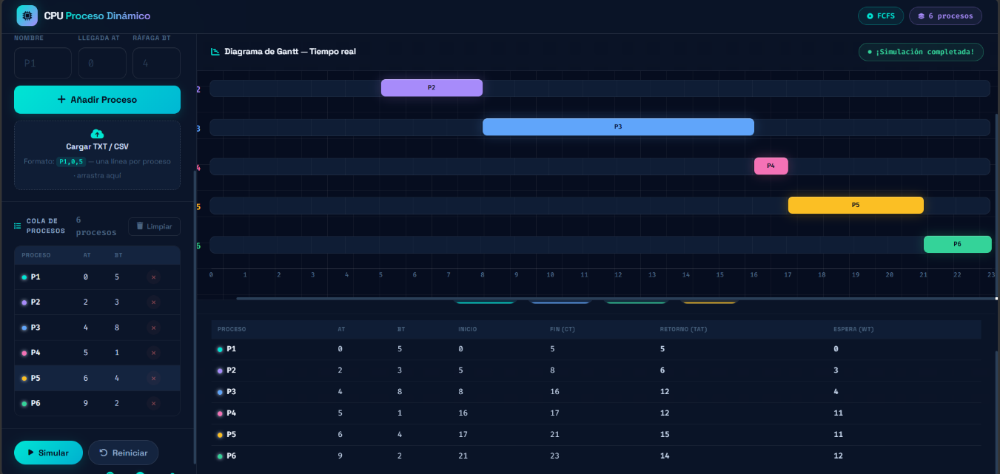 CPU Proceso Dinámico
FCFS
6 procesos
NOMBRE LLEGADA AT RÁFAGA BT
P1 0 4
+ Añadir Proceso
Cargar TXT / CSV
Formato: P1,0,5 — una línea por proceso
- arrastra aquí
COLA DE PROCESOS
6 procesos
Limpiar
PROCESO AT BT
P1 0 5 ×
P2 2 3 ×
P3 4 8 ×
P4 5 1 ×
P5 6 4 ×
P6 9 2 ×
Simular
Reiniciar
Diagrama de Gantt — Tiempo real
¡Simulación completada!
2 P2
3 P3
4 P4
5 P5
6 P6
0 1 2 3 4 5 6 7 8 9 10 11 12 13 14 15 16 17 18 19 20 21 22 23
PROCESO AT BT INICIO FIN (CT) RETORNO (TAT) ESPERA (WT)
P1 0 5 0 5 5 0
P2 2 3 5 8 6 3
P3 4 8 8 16 12 4
P4 5 1 16 17 12 11
P5 6 4 17 21 15 11
P6 9 2 21 23 14 12